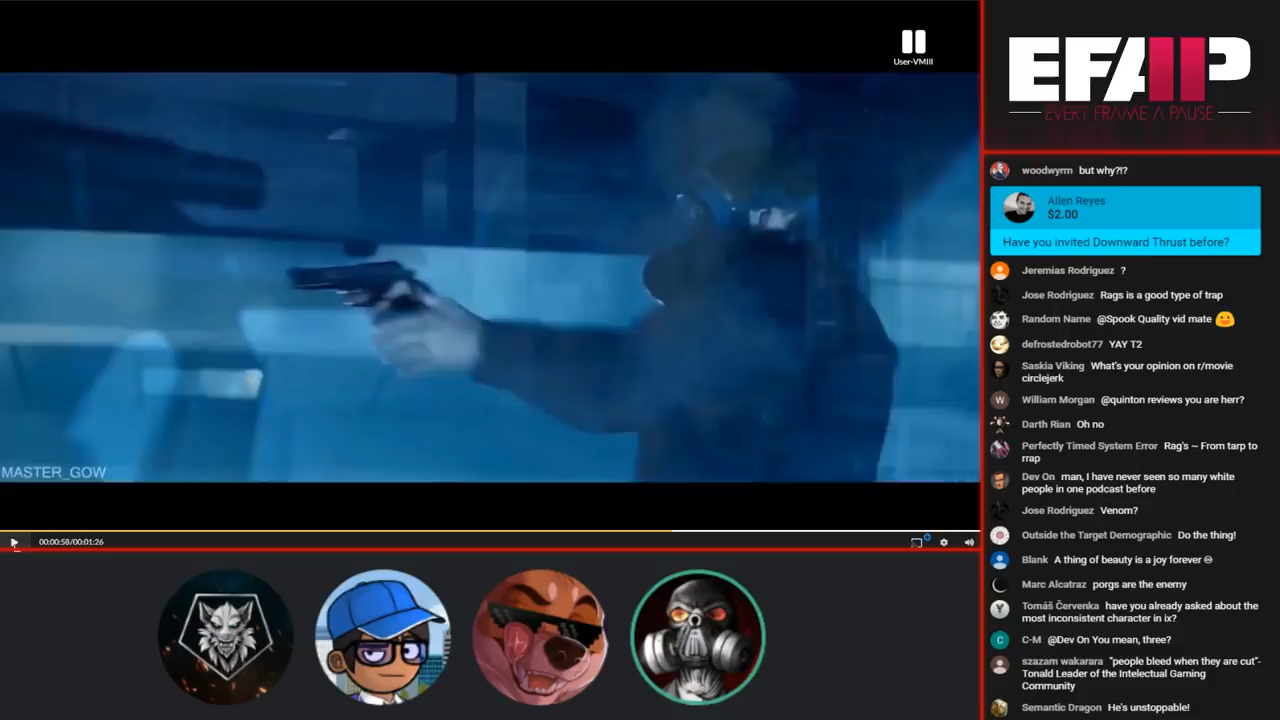 User-VMIII
MASTER_GOW
00:00:58/00:01:26
EFAP
EVERY FRAME A PAUSE
woodwyrm but why?!?
Allen Reyes
$2.00
Have you invited Downward Thrust before?
Jeremias Rodriguez ?
Jose Rodriguez Rags is a good type of trap
Random Name @Spook Quality vid mate
defrostedrobot77 YAY T2
Saskia Viking What's your opinion on r/movie
circlejerk
W
William Morgan @quinton reviews you are herr?
Darth Rian Oh no
Perfectly Timed System Error Rag's ~ From tarp to
rrap
Dev On man, I have never seen so many white
people in one podcast before
Jose Rodriguez Venom?
Outside the Target Demographic Do the thing!
Blank A thing of beauty is a joy forever
Marc Alcatraz porgs are the enemy
Tomáš Červenka have you already asked about the
most inconsistent character in ix?
C
C-M @Dev On You mean, three?
szazam wakarara "people bleed when they are cut"-
Tonald Leader of the Intelectual Gaming
Community
Semantic Dragon He's unstoppable!